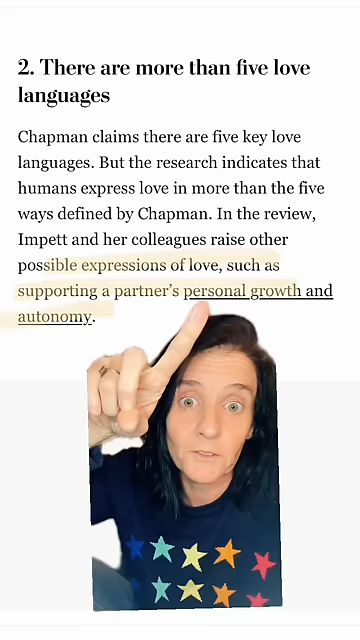 2. There are more than five love
languages
Chapman claims there are five key love
languages. But the research indicates that
humans express love in more than the five
ways defined by Chapman. In the review,
Impett and her colleagues raise other
possible expressions of love, such as
supporting a partner's personal growth and
autonomy.